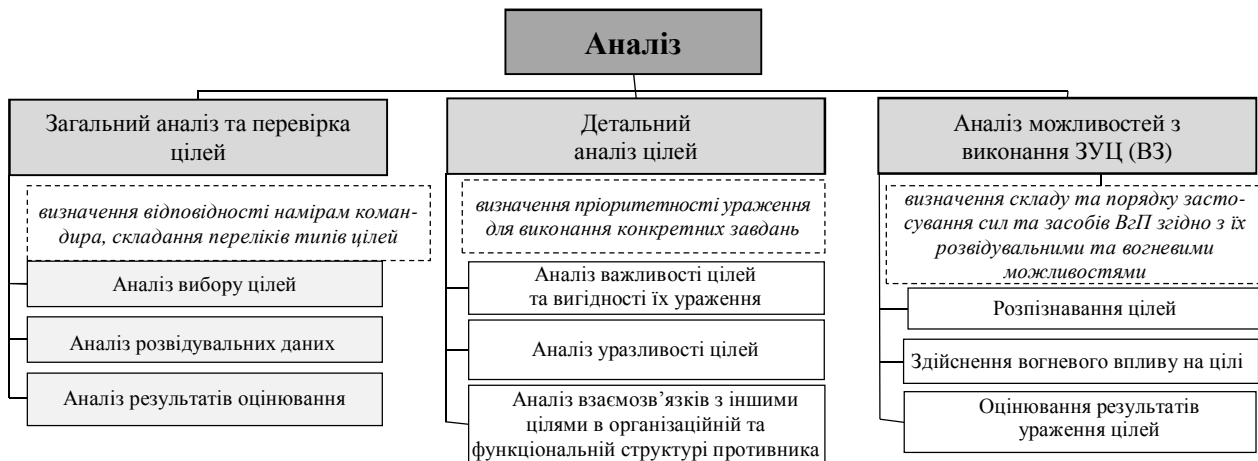 Аналіз
Загальний аналіз та перевірка
цілей
визначення відповідності намірам коман-
дира, складання переліків типів цілей
Аналіз вибору цілей
Аналіз розвідувальних даних
Аналіз результатів оцінювання
Детальний
аналіз цілей
визначення пріоритетності ураження
для виконання конкретних завдань
Аналіз важливості цілей
та вигідності їх ураження
Аналіз уразливості цілей
Аналіз взаємозв’язків з іншими
цілями в організаційній та
функціональній структурі противника
Аналіз можливостей з
виконання ЗУЦ (ВЗ)
визначення складу та порядку засто-
сування сил та засобів ВгП згідно з їх
розвідувальними та вогневими
можливостями
Розпізнавання цілей
Здійснення вогневого впливу на цілі
Оцінювання результатів
ураження цілей